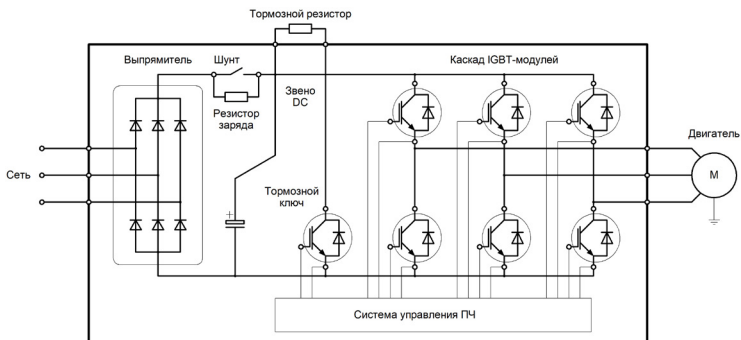 Тормозной резистор
Выпрямитель
Шунт
Каскад IGBT-модулей
Звено
DC
Резистор
заряда
Двигатель
Сеть
M
Тормозной
ключ
+
Система управления ПЧ